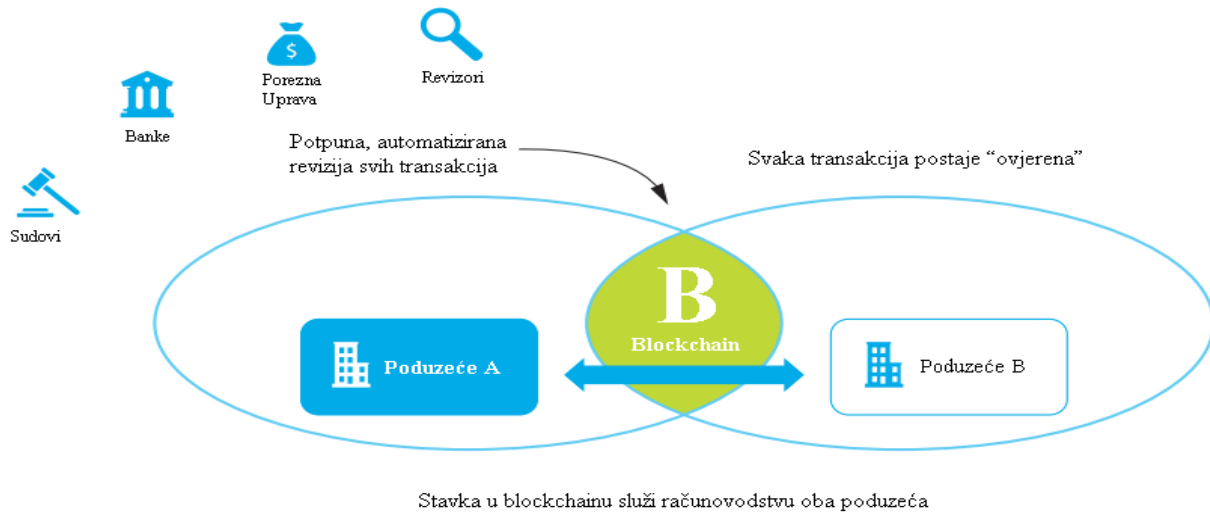 $
Porezna
Uprava
Revizori
Banke
Sudovi
Potpuna, automatizirana
revizija svih transakcija
Svaka transakcija postaje “ovjerena”
B
Blockchain
Poduzeće A
Poduzeće B
Stavka u blockchainu služi računovodstvu oba poduzeća